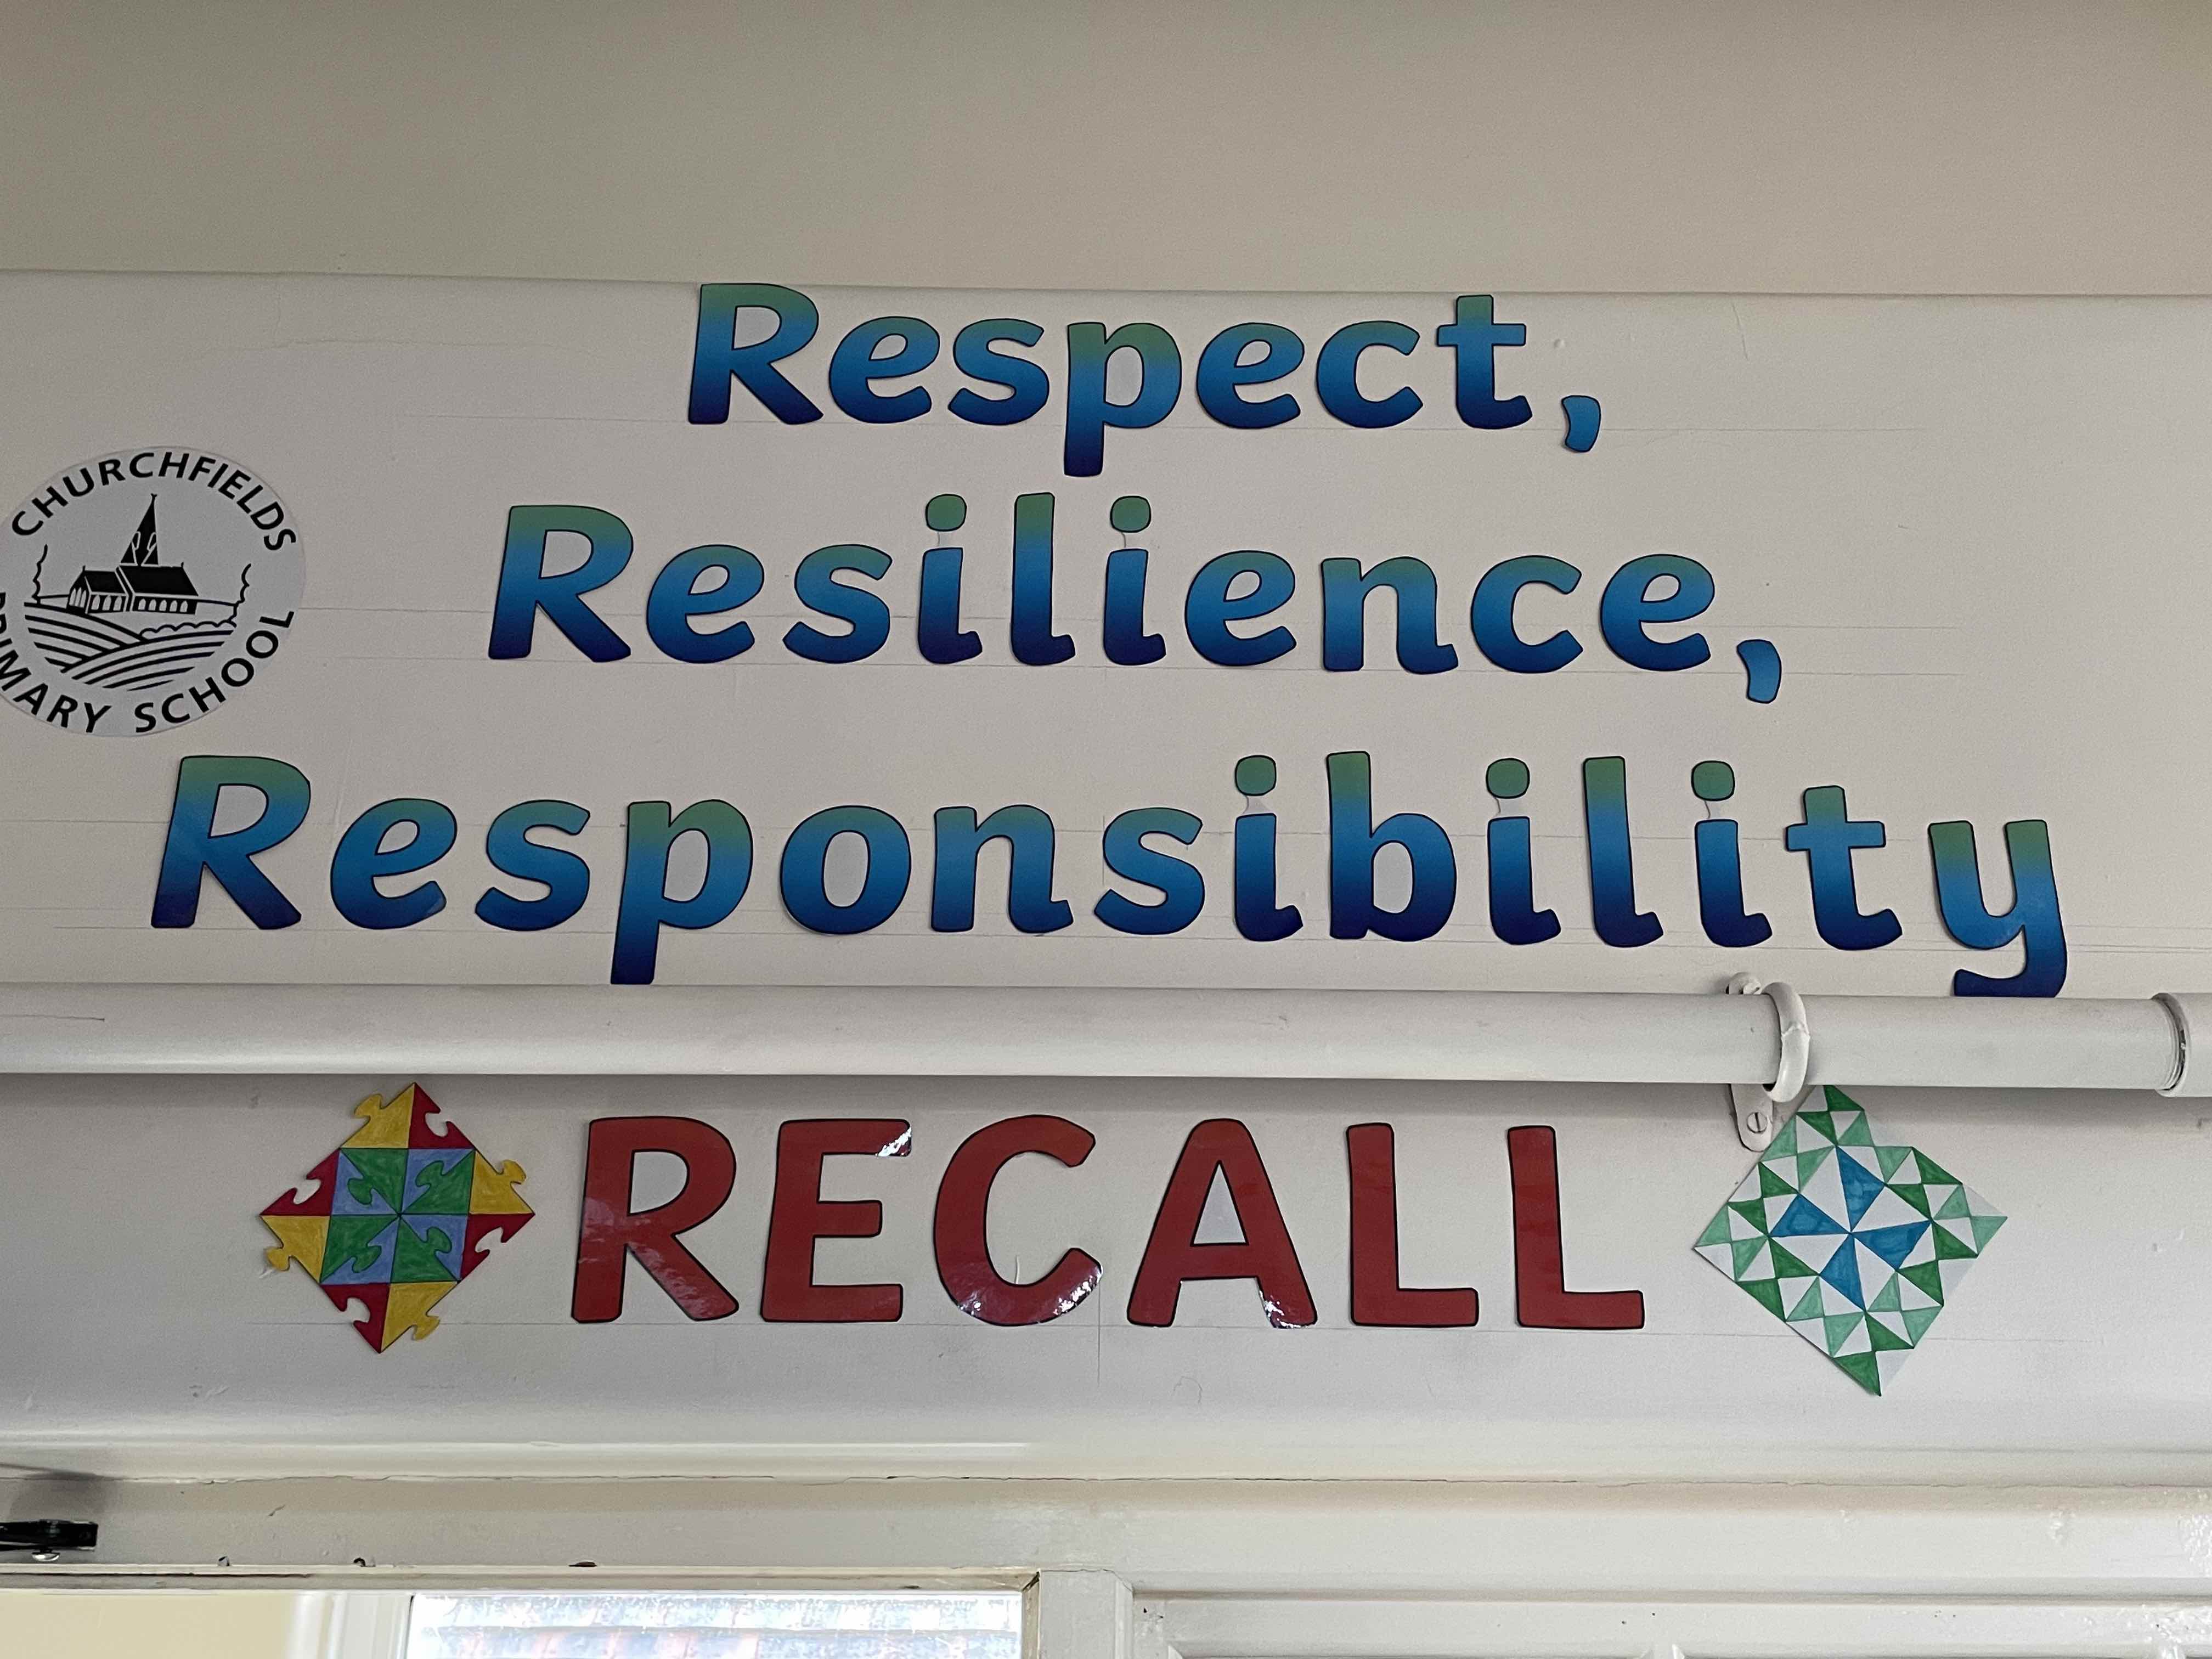 Respect,
Resilience,
Responsibility
CHURCHFIELDS
PRIMARY SCHOOL
RECALL